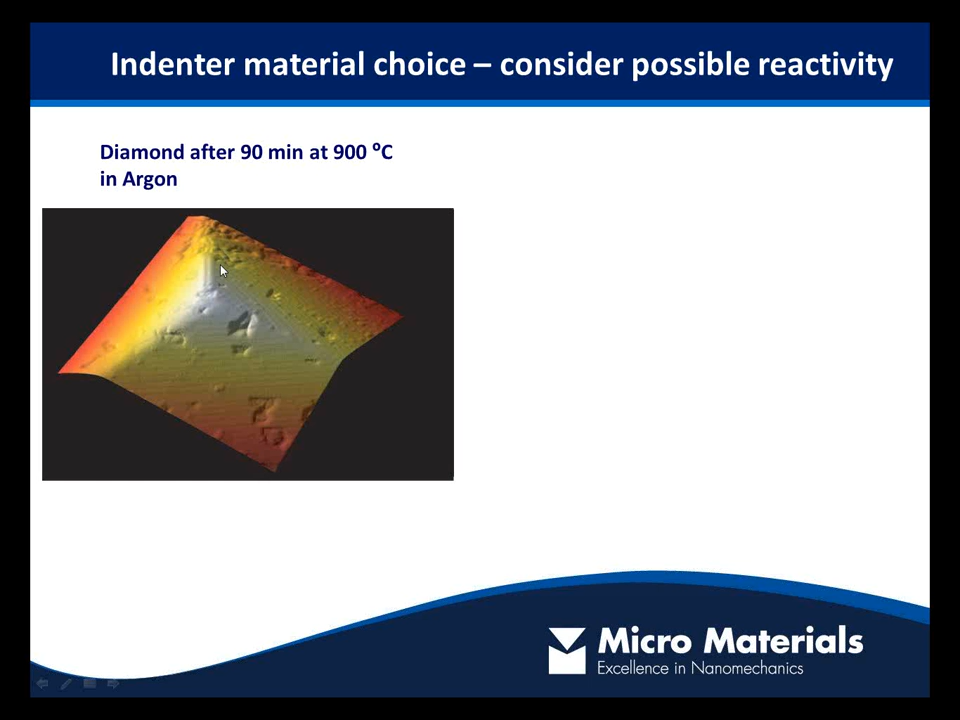 Indenter material choice – consider possible reactivity
Diamond after 90 min at 900 ⁰C
in Argon
Micro Materials
Excellence in Nanomechanics